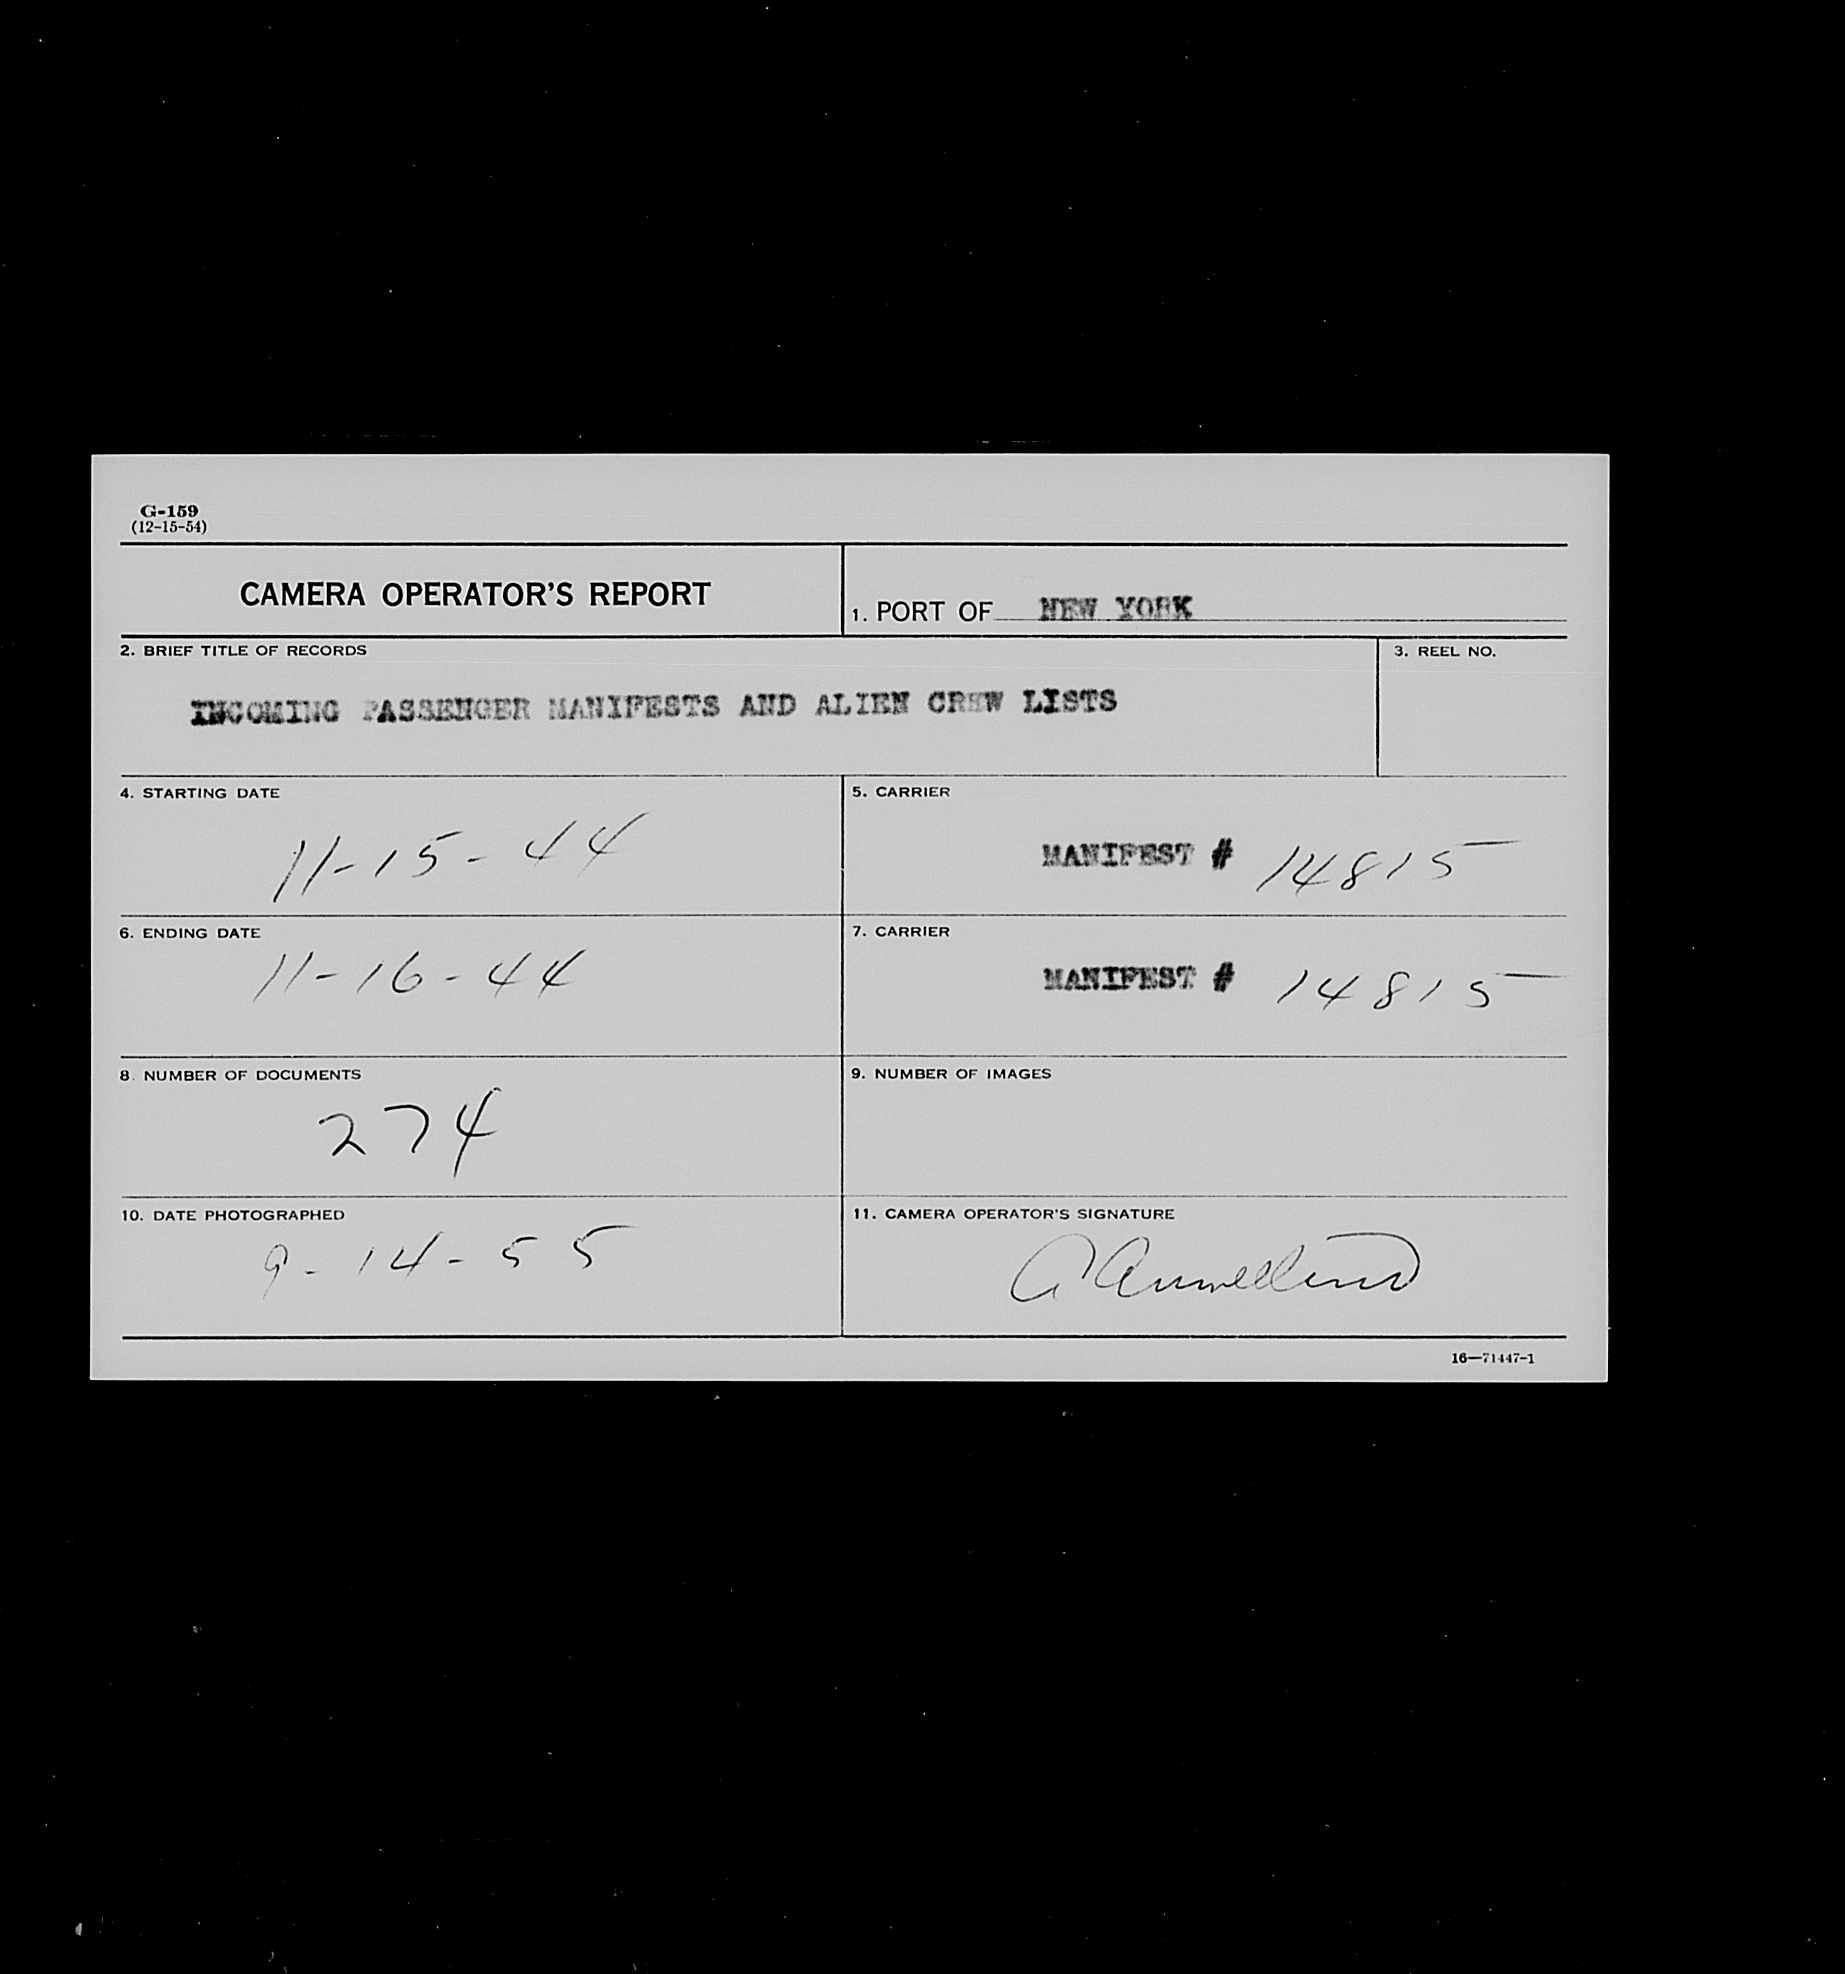 G-159
(12-15-54)
CAMERA OPERATOR'S REPORT
1. PORT OF NEW YORK
2. BRIEF TITLE OF RECORDS
3. REEL NO.
INCOMING PASSENGER MANIFESTS AND ALIEN CREW LISTS
4. STARTING DATE
11-15-44
5. CARRIER
MANIFEST # 14815
6. ENDING DATE
11-16-44
7. CARRIER
MANIFEST # 14815
8. NUMBER OF DOCUMENTS
274
9. NUMBER OF IMAGES
10. DATE PHOTOGRAPHED
9-14-55
11. CAMERA OPERATOR'S SIGNATURE
16—71447-1